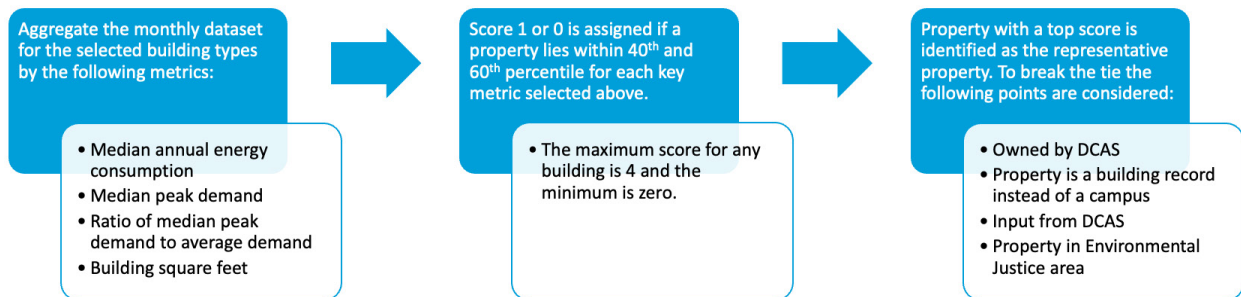 Aggregate the monthly dataset
for the selected building types
by the following metrics:
• Median annual energy
consumption
• Median peak demand
• Ratio of median peak
demand to average demand
• Building square feet
Score 1 or 0 is assigned if a
property lies within 40th and
60th percentile for each key
metric selected above.
• The maximum score for any
building is 4 and the
minimum is zero.
Property with a top score is
identified as the representative
property. To break the tie the
following points are considered:
• Owned by DCAS
• Property is a building record
instead of a campus
• Input from DCAS
• Property in Environmental
Justice area